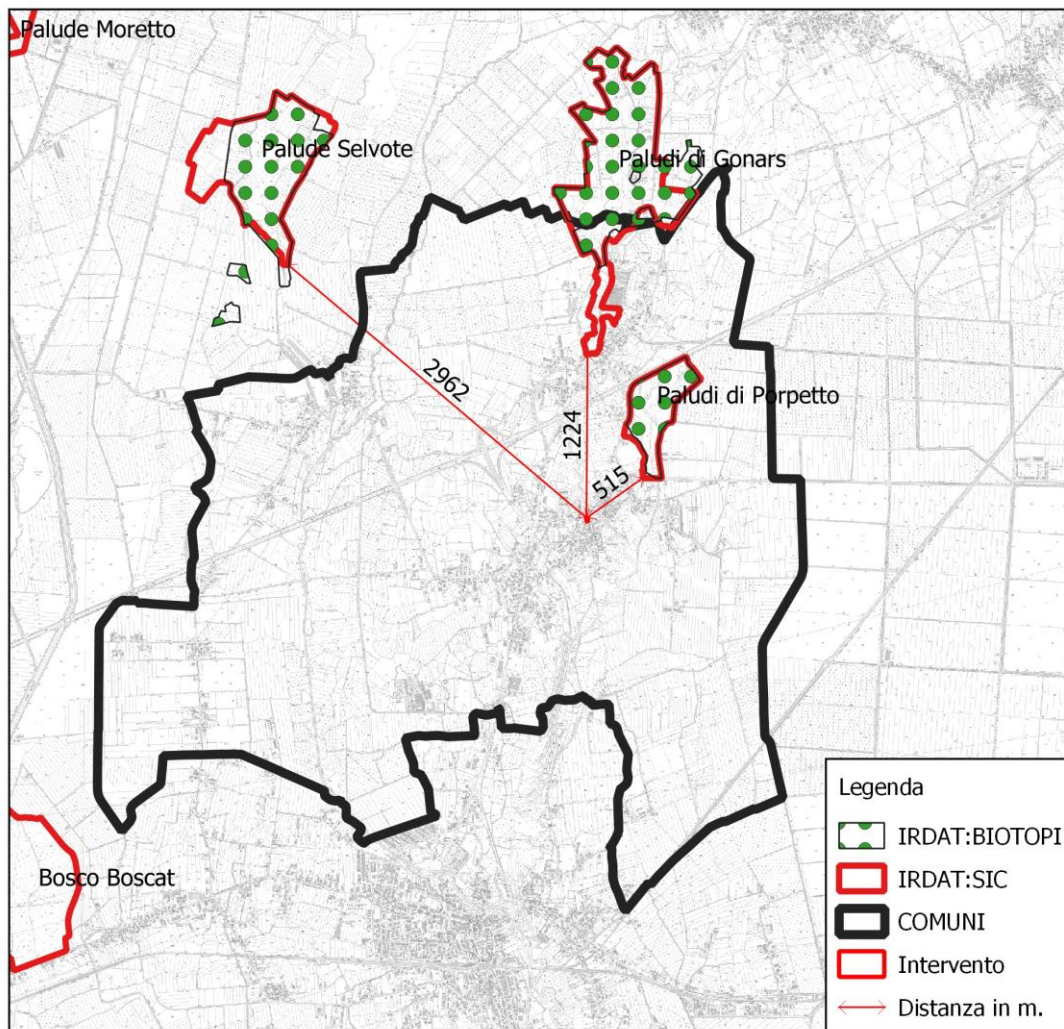 Palude Moretto
Palude Selvote
Paludi di Gonars
Paludi di Porpetto
2962
1224
515
Bosco Boscat
Legenda
IRDAT:BIOTOPI
IRDAT:SIC
COMUNI
Intervento
Distanza in m.